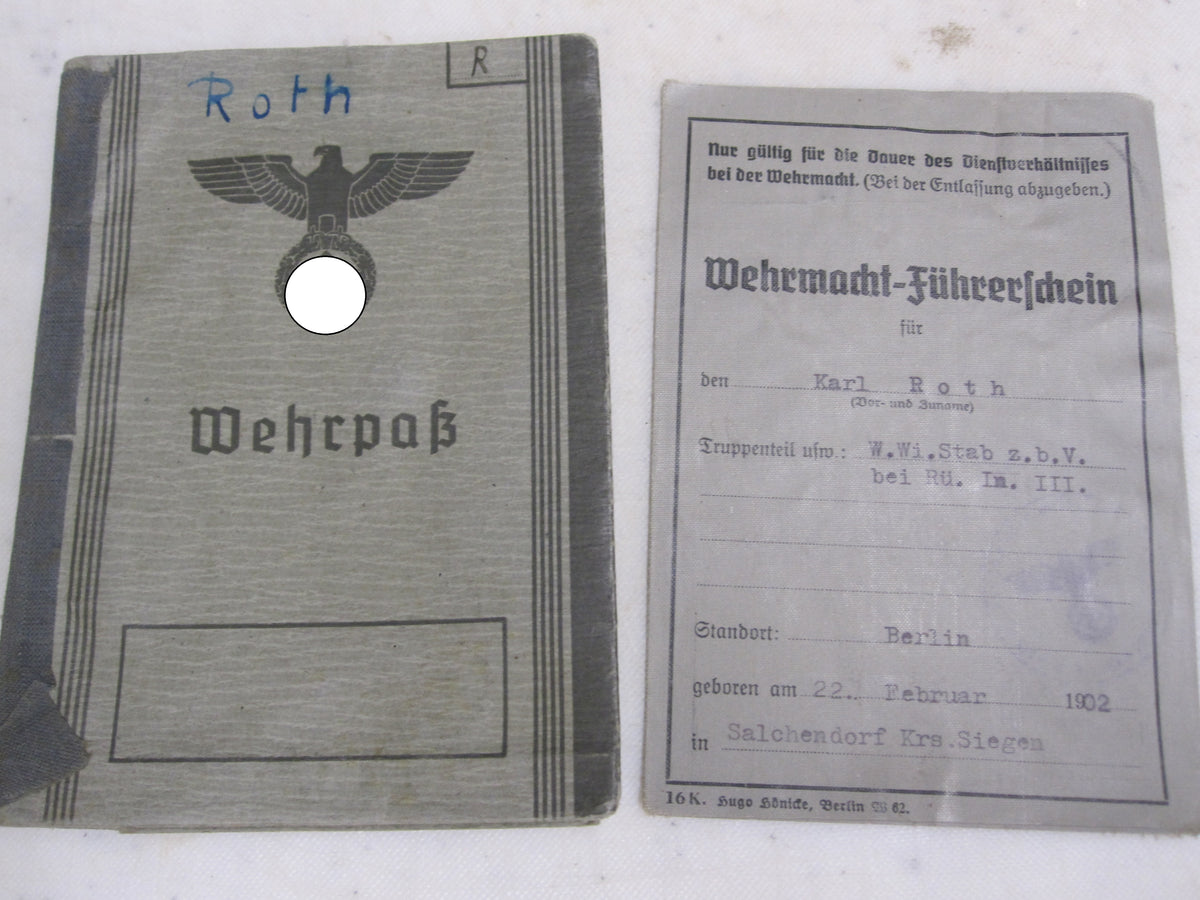 Roth
R
Wehrpaß
Nur gültig für die Dauer des Dienstverhältnisses
bei der Wehrmacht. (Bei der Entlassung abzugeben.)
Wehrmacht-Führerschein
für
den Karl Roth
(Vor- und Zuname)
Truppenteil usw.: W.Wi.Stab z.b.V.
bei Rü. In. III.
Standort: Berlin
geboren am 22. Februar 1902
in Salchendorf Krs.Siegen
16 K. Hugo Hönicke, Berlin W 62.